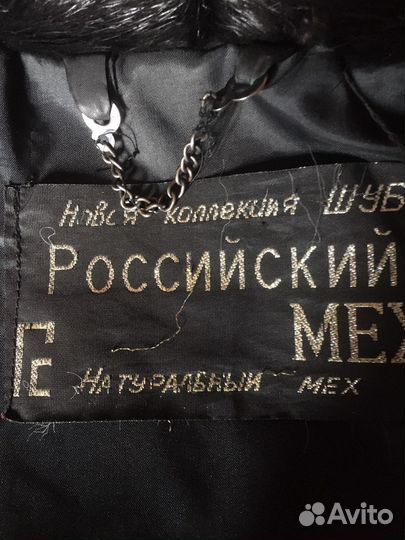 Новая коллекция ШУБ
Российский
МЕХ
Натуральный мех
Avito